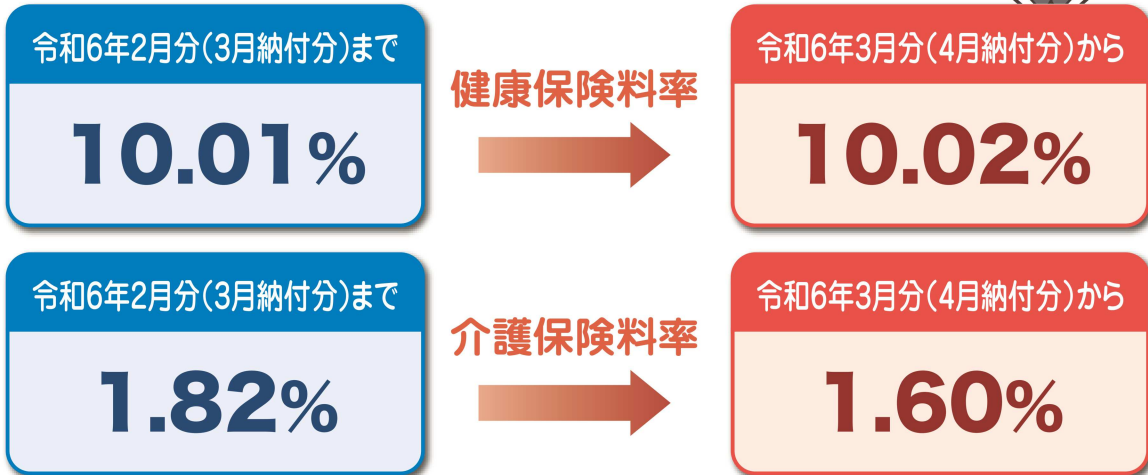 令和6年2月分(3月納付分)まで
10.01%
健康保険料率
令和6年3月分(4月納付分)から
10.02%
令和6年2月分(3月納付分)まで
1.82%
介護保険料率
令和6年3月分(4月納付分)から
1.60%